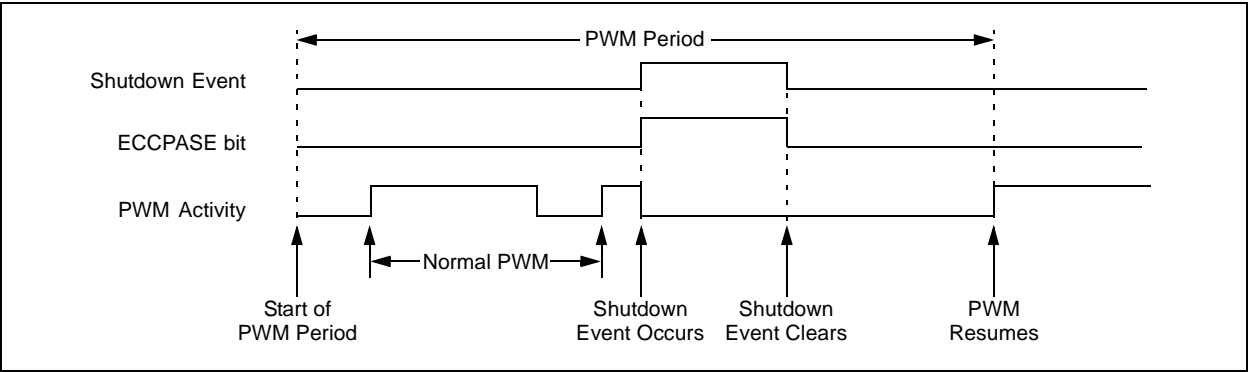 PWM Period
Shutdown Event
ECCPASE bit
PWM Activity
Normal PWM
Start of
PWM Period
Shutdown
Event Occurs
Shutdown
Event Clears
PWM
Resumes